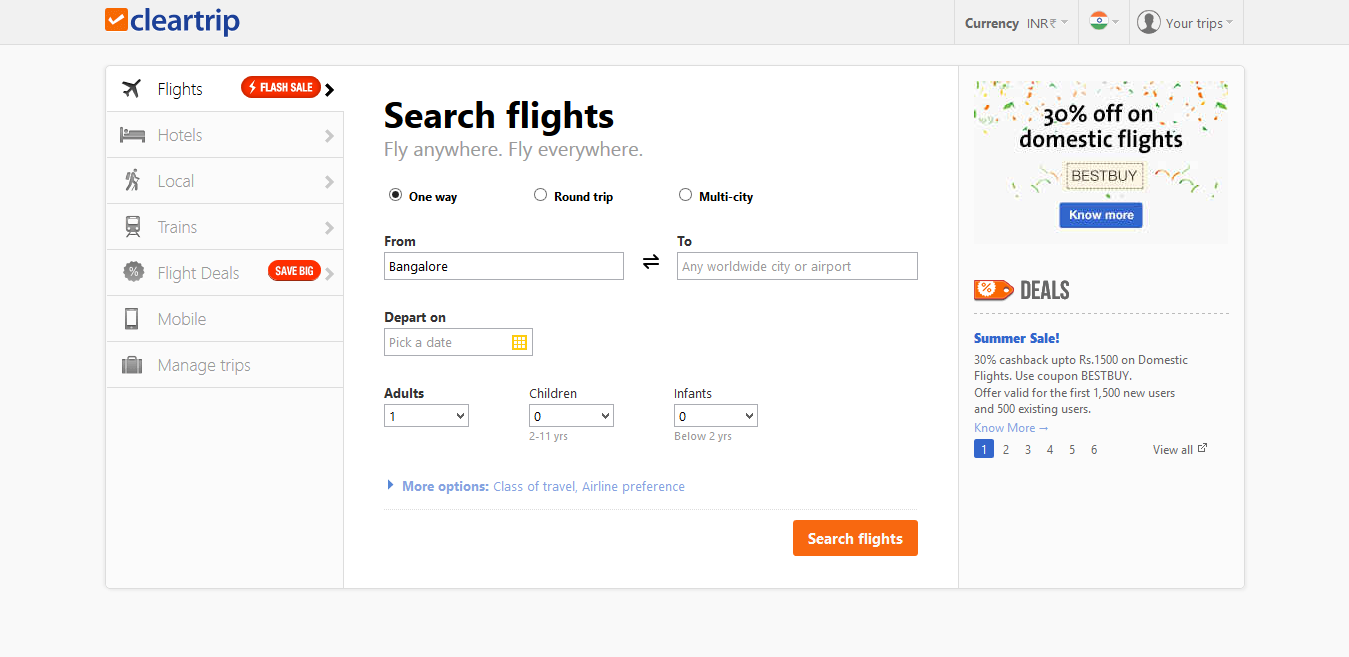 cleartrip
Currency INR₹
Your trips
Flights FLASH SALE
Hotels
Local
Trains
Flight Deals SAVE BIG
Mobile
Manage trips
Search flights
Fly anywhere. Fly everywhere.
One way Round trip Multi-city
From To
Bangalore Any worldwide city or airport
Depart on
Pick a date
Adults Children Infants
1 0 0
2-11 yrs Below 2 yrs
More options: Class of travel, Airline preference
Search flights
30% off on
domestic flights
BESTBUY
Know more
% DEALS
Summer Sale!
30% cashback upto Rs.1500 on Domestic
Flights. Use coupon BESTBUY.
Offer valid for the first 1,500 new users
and 500 existing users.
Know More →
1 2 3 4 5 6 View all